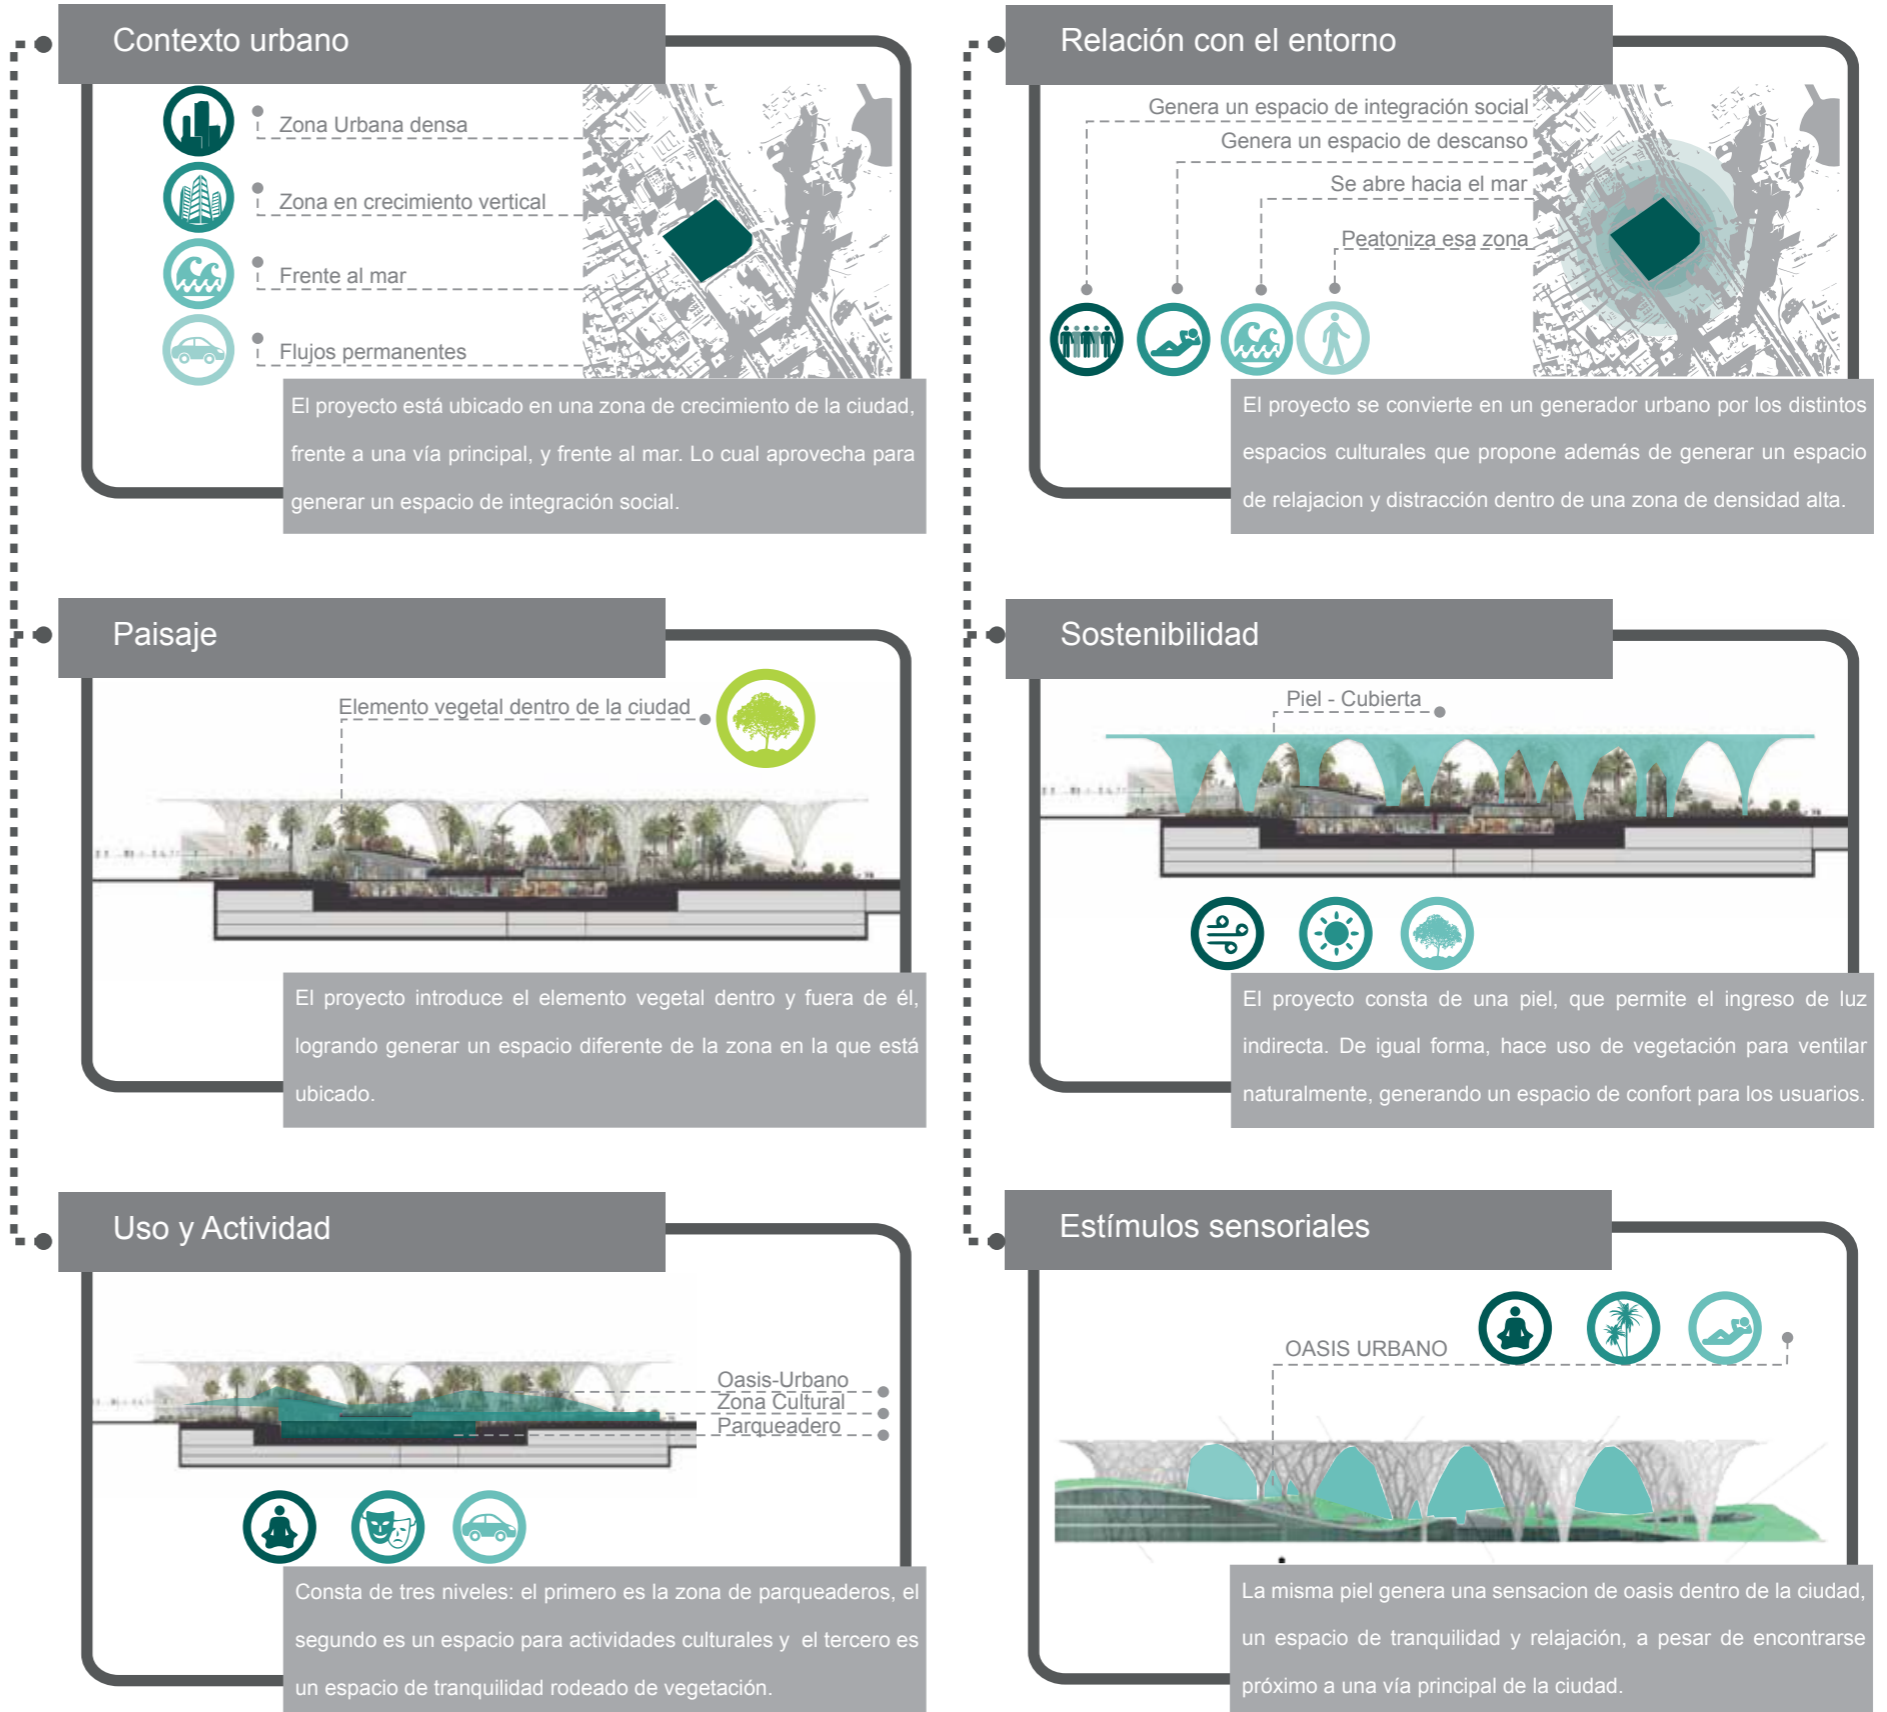 Contexto urbano
Zona Urbana densa
Zona en crecimiento vertical
Frente al mar
Flujos permanentes
El proyecto está ubicado en una zona de crecimiento de la ciudad,
frente a una vía principal, y frente al mar. Lo cual aprovecha para
generar un espacio de integración social.
Relación con el entorno
Genera un espacio de integración social
Genera un espacio de descanso
Se abre hacia el mar
Peatoniza esa zona
El proyecto se convierte en un generador urbano por los distintos
espacios culturales que propone además de generar un espacio
de relajacion y distracción dentro de una zona de densidad alta.
Paisaje
Elemento vegetal dentro de la ciudad
El proyecto introduce el elemento vegetal dentro y fuera de él,
logrando generar un espacio diferente de la zona en la que está
ubicado.
Sostenibilidad
Piel - Cubierta
El proyecto consta de una piel, que permite el ingreso de luz
indirecta. De igual forma, hace uso de vegetación para ventilar
naturalmente, generando un espacio de confort para los usuarios.
Uso y Actividad
Oasis-Urbano
Zona Cultural
Parqueadero
Consta de tres niveles: el primero es la zona de parqueaderos, el
segundo es un espacio para actividades culturales y el tercero es
un espacio de tranquilidad rodeado de vegetación.
Estímulos sensoriales
OASIS URBANO
La misma piel genera una sensacion de oasis dentro de la ciudad,
un espacio de tranquilidad y relajación, a pesar de encontrarse
próximo a una vía principal de la ciudad.